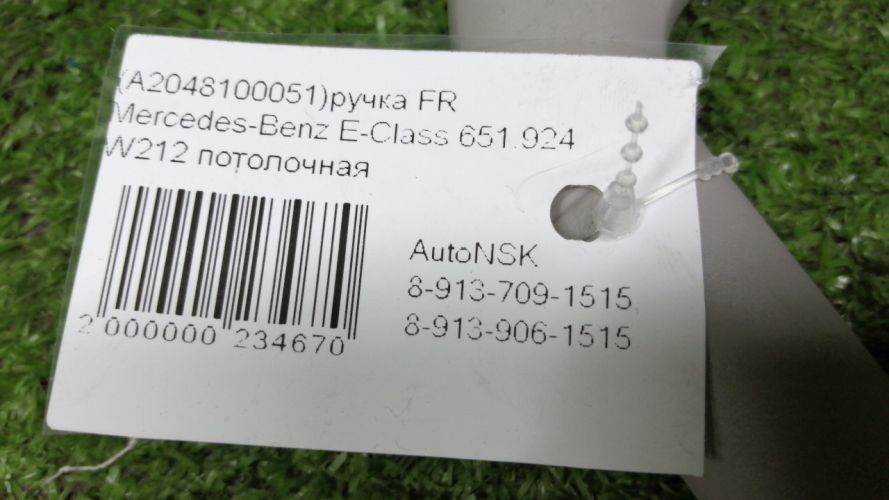 (A2048100051)ручка FR
Mercedes-Benz E-Class 651.924
W212 потолочная
AutoNSK
8-913-709-1515
8-913-906-1515
2 000000 234670